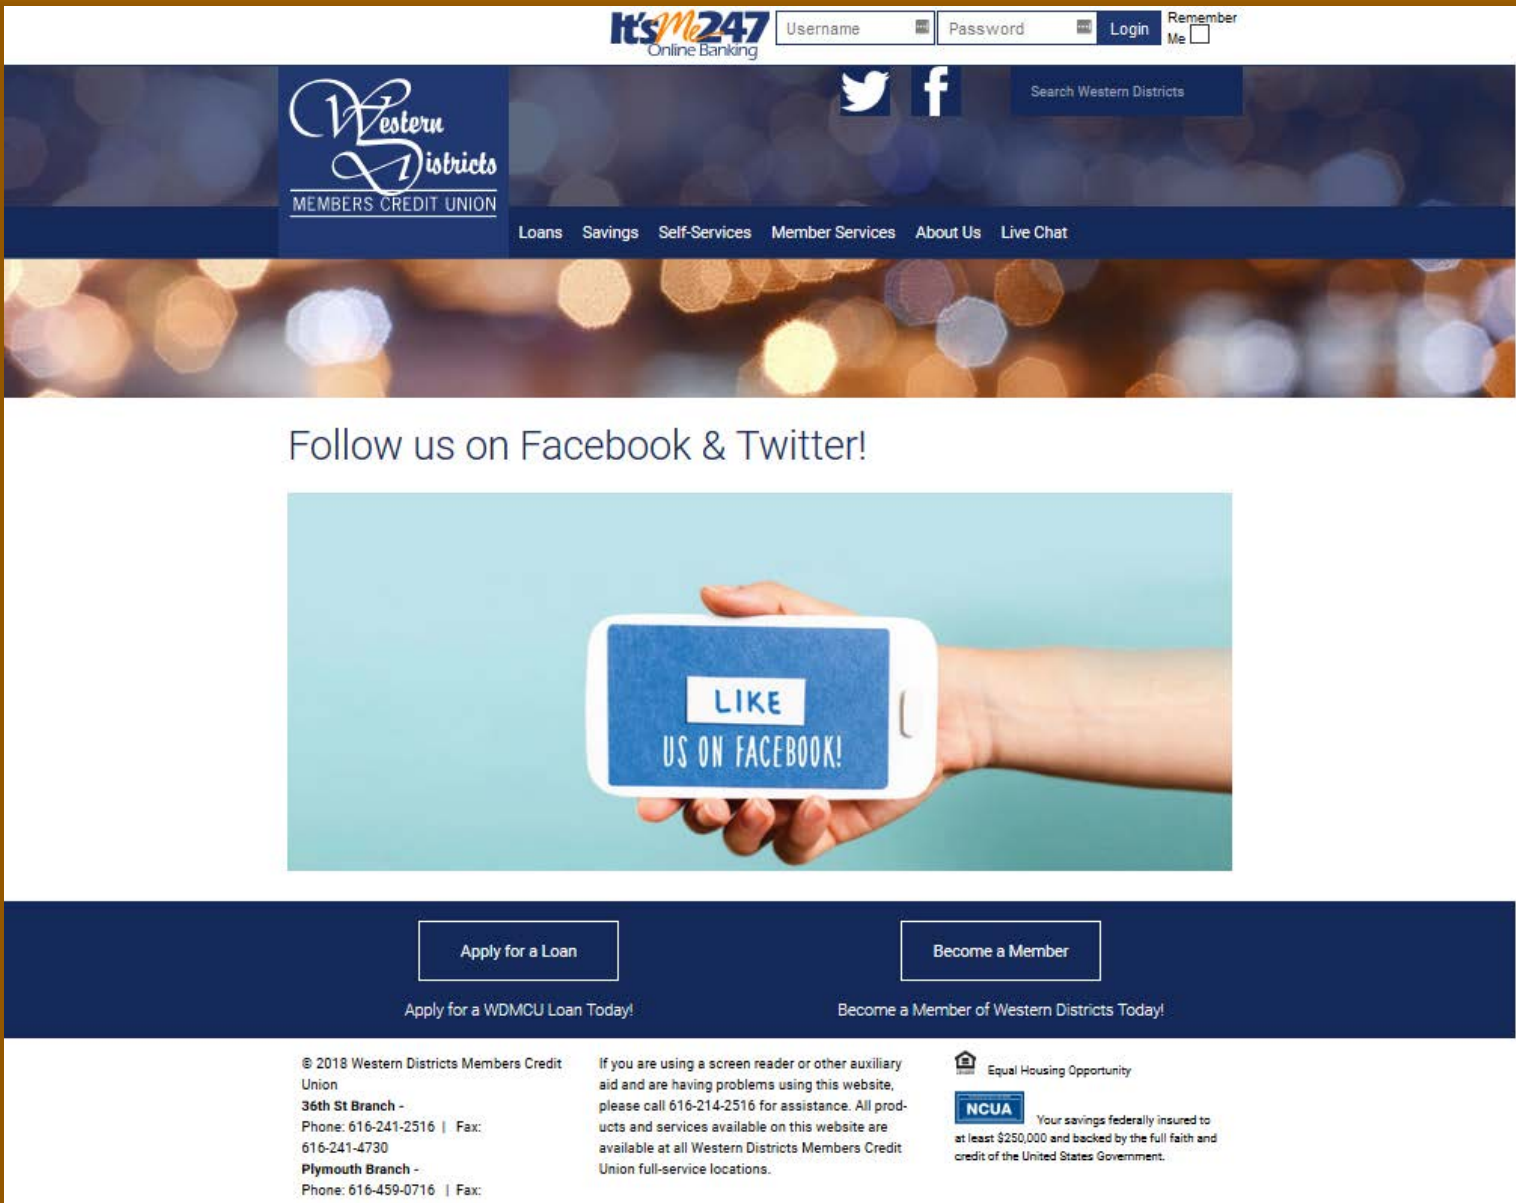 It'sMe247
Online Banking
Username
Password
Login
Remember
Me
Western
Districts
MEMBERS CREDIT UNION
Search Western Districts
Loans Savings Self-Services Member Services About Us Live Chat
Follow us on Facebook & Twitter!
LIKE
US ON FACEBOOK!
Apply for a Loan
Apply for a WDMCU Loan Today!
Become a Member
Become a Member of Western Districts Today!
© 2018 Western Districts Members Credit
Union
36th St Branch -
Phone: 616-241-2516 | Fax:
616-241-4730
Plymouth Branch -
Phone: 616-459-0716 | Fax:
If you are using a screen reader or other auxiliary
aid and are having problems using this website,
please call 616-214-2516 for assistance. All prod-
ucts and services available on this website are
available at all Western Districts Members Credit
Union full-service locations.
Equal Housing Opportunity
NCUA
Your savings federally insured to
at least $250,000 and backed by the full faith and
credit of the United States Government.